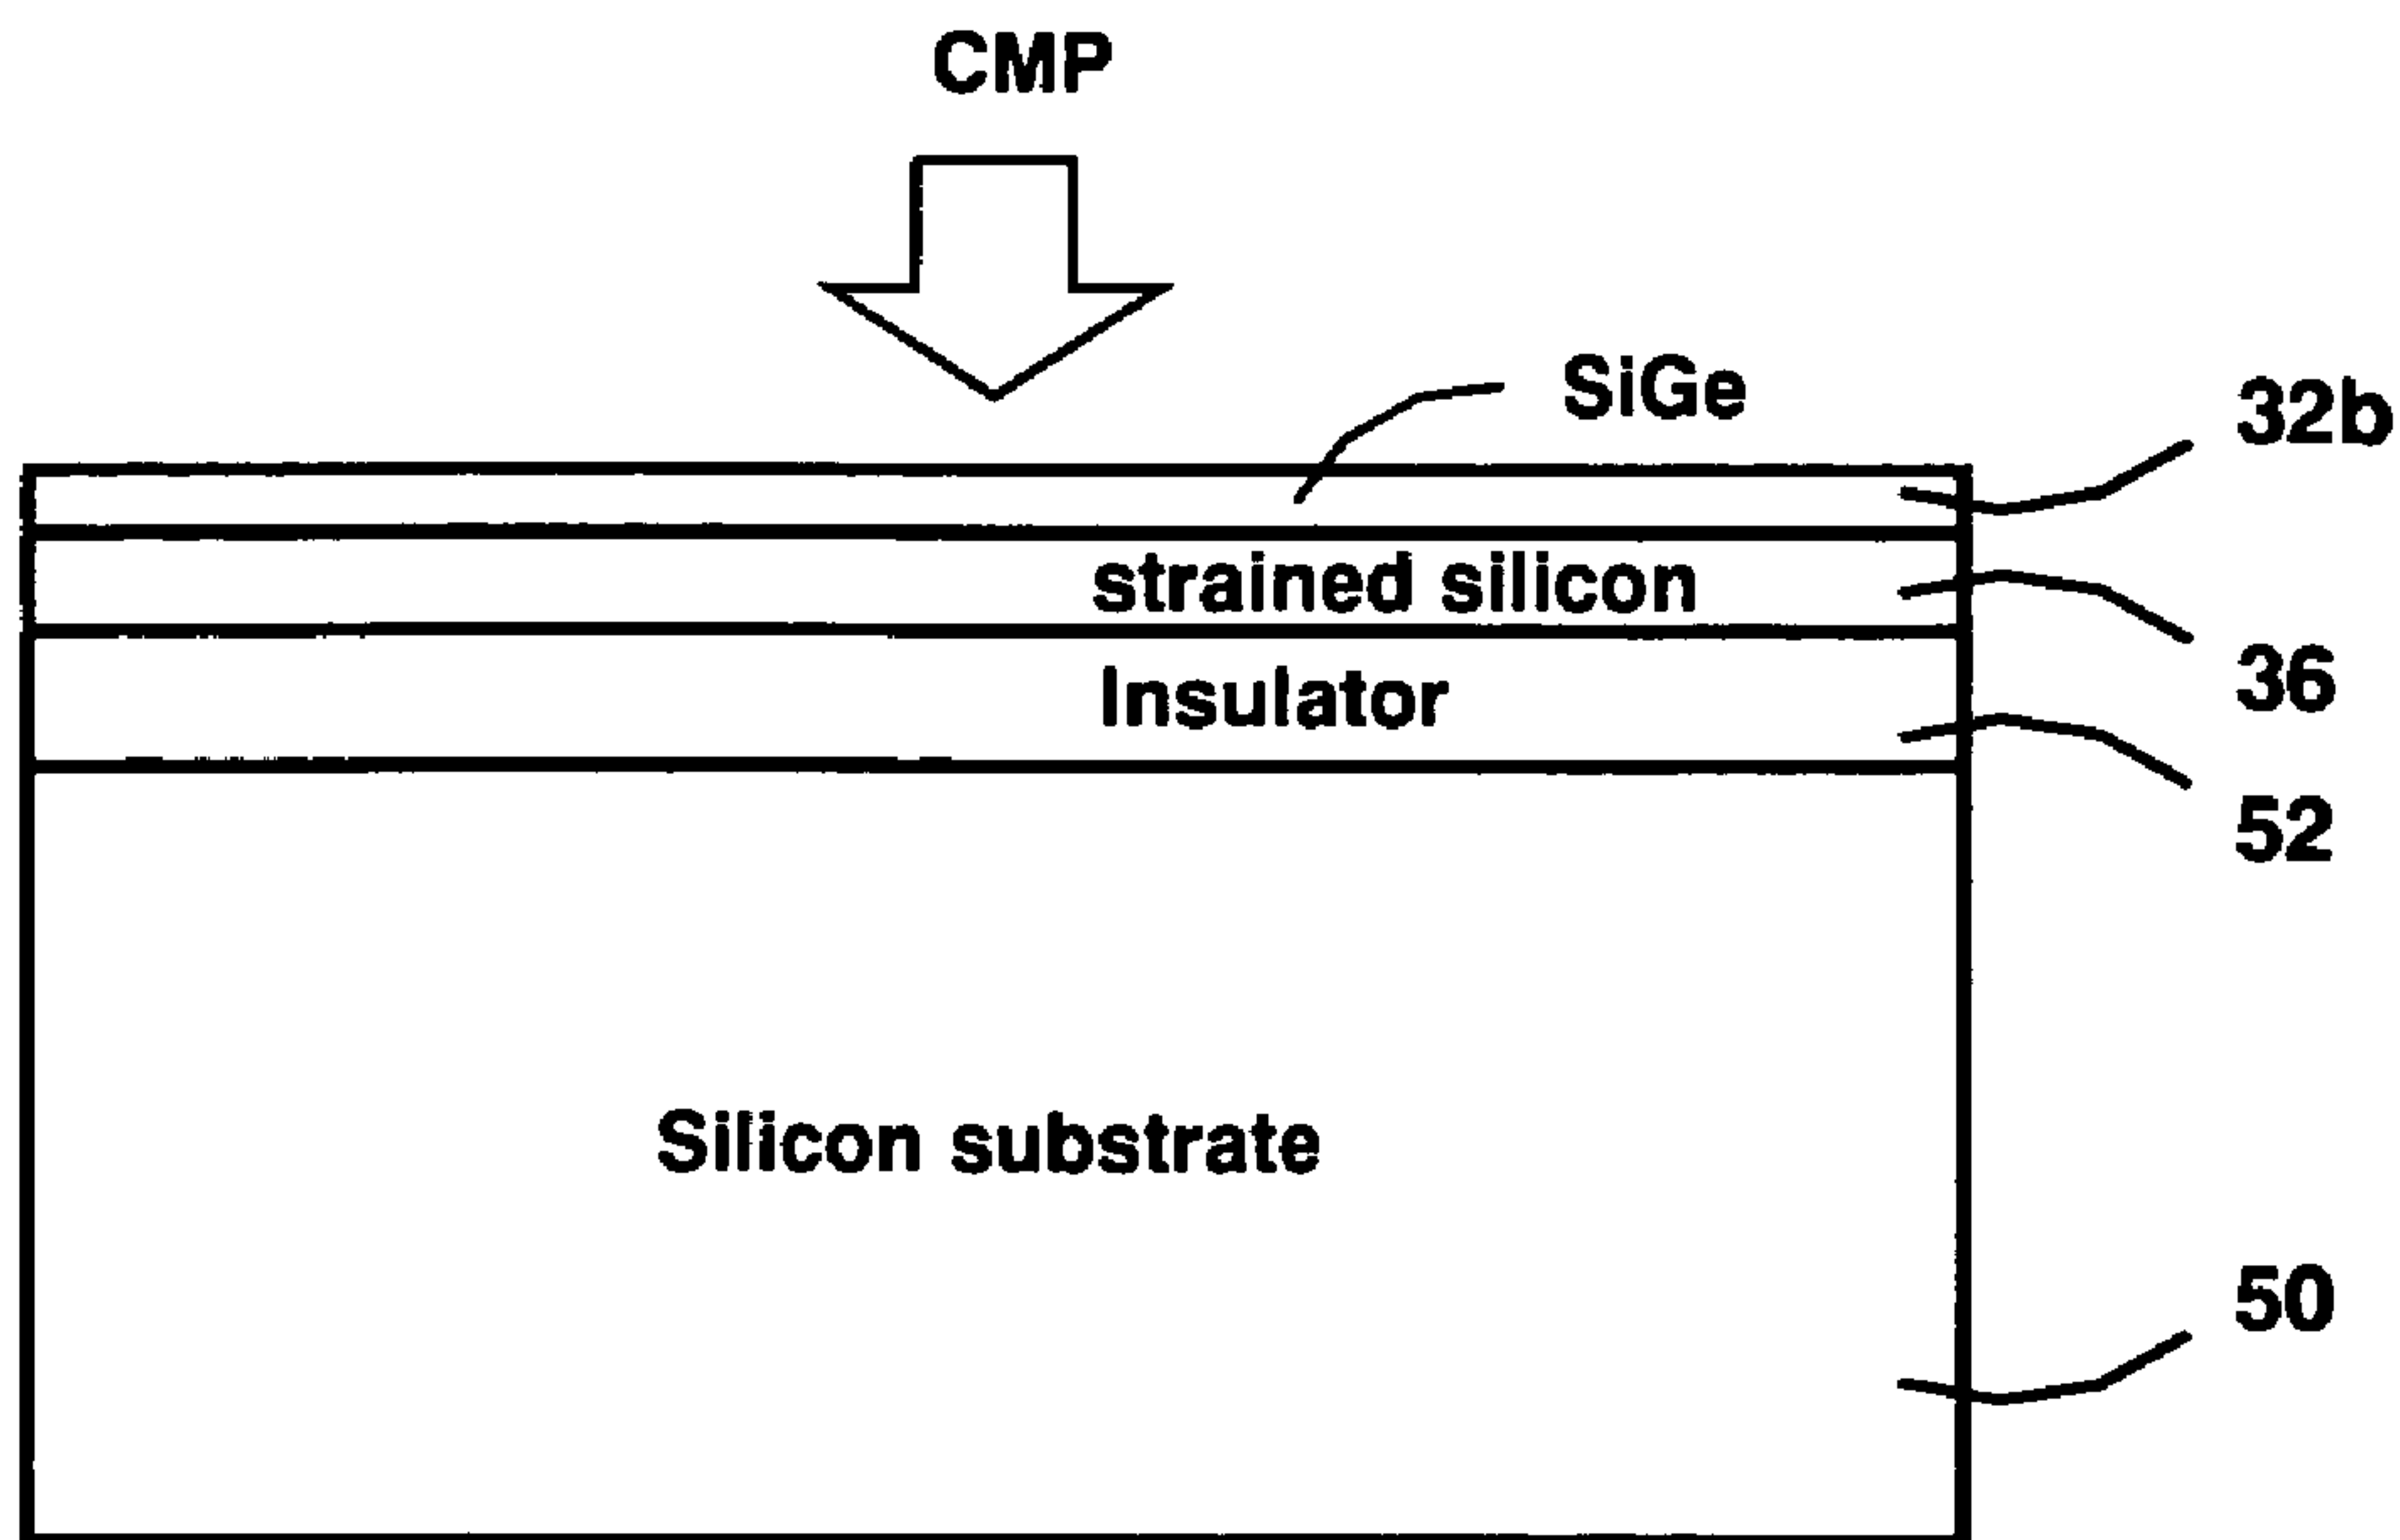 CMP
SiGe
32b
strained silicon
36
Insulator
52
Silicon substrate
50